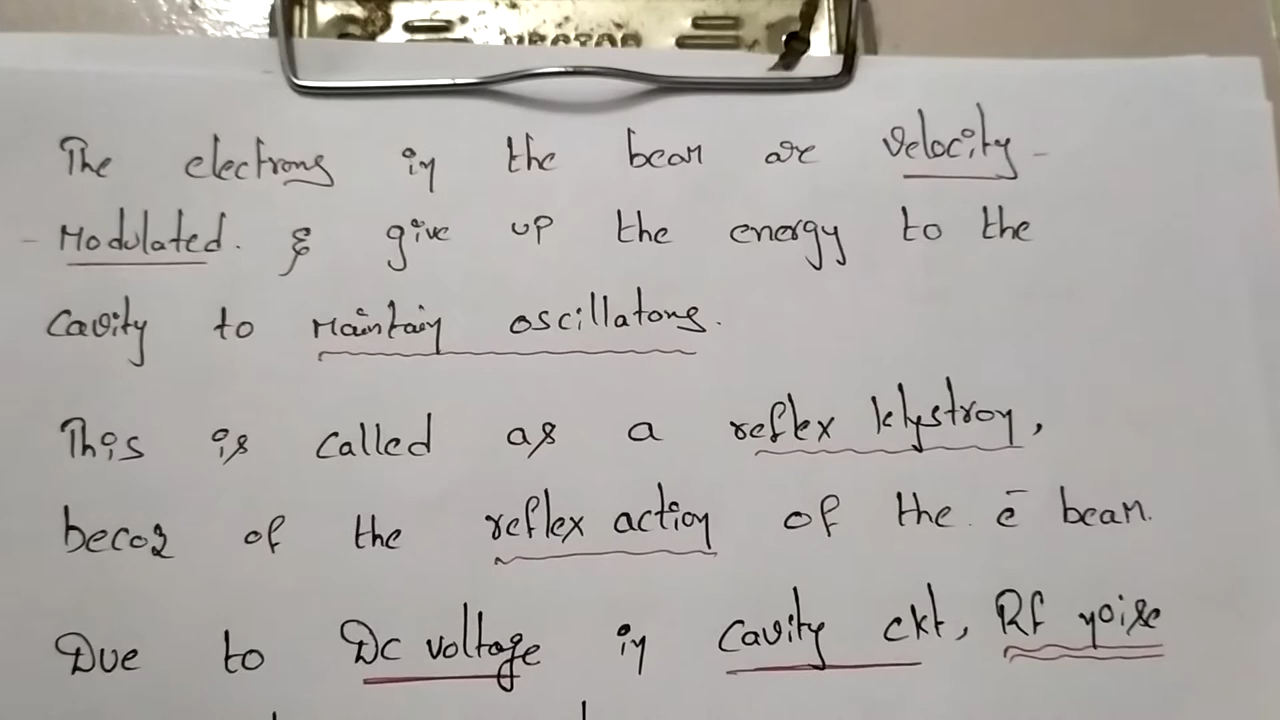 The electrons in the beam are velocity -
- Modulated. & give up the energy to the
Cavity to Maintain oscillatons.
This is called as a reflex klystron,
becoz of the reflex action of the ē beam.
Due to Dc voltage in cavity ckt, Rf noise